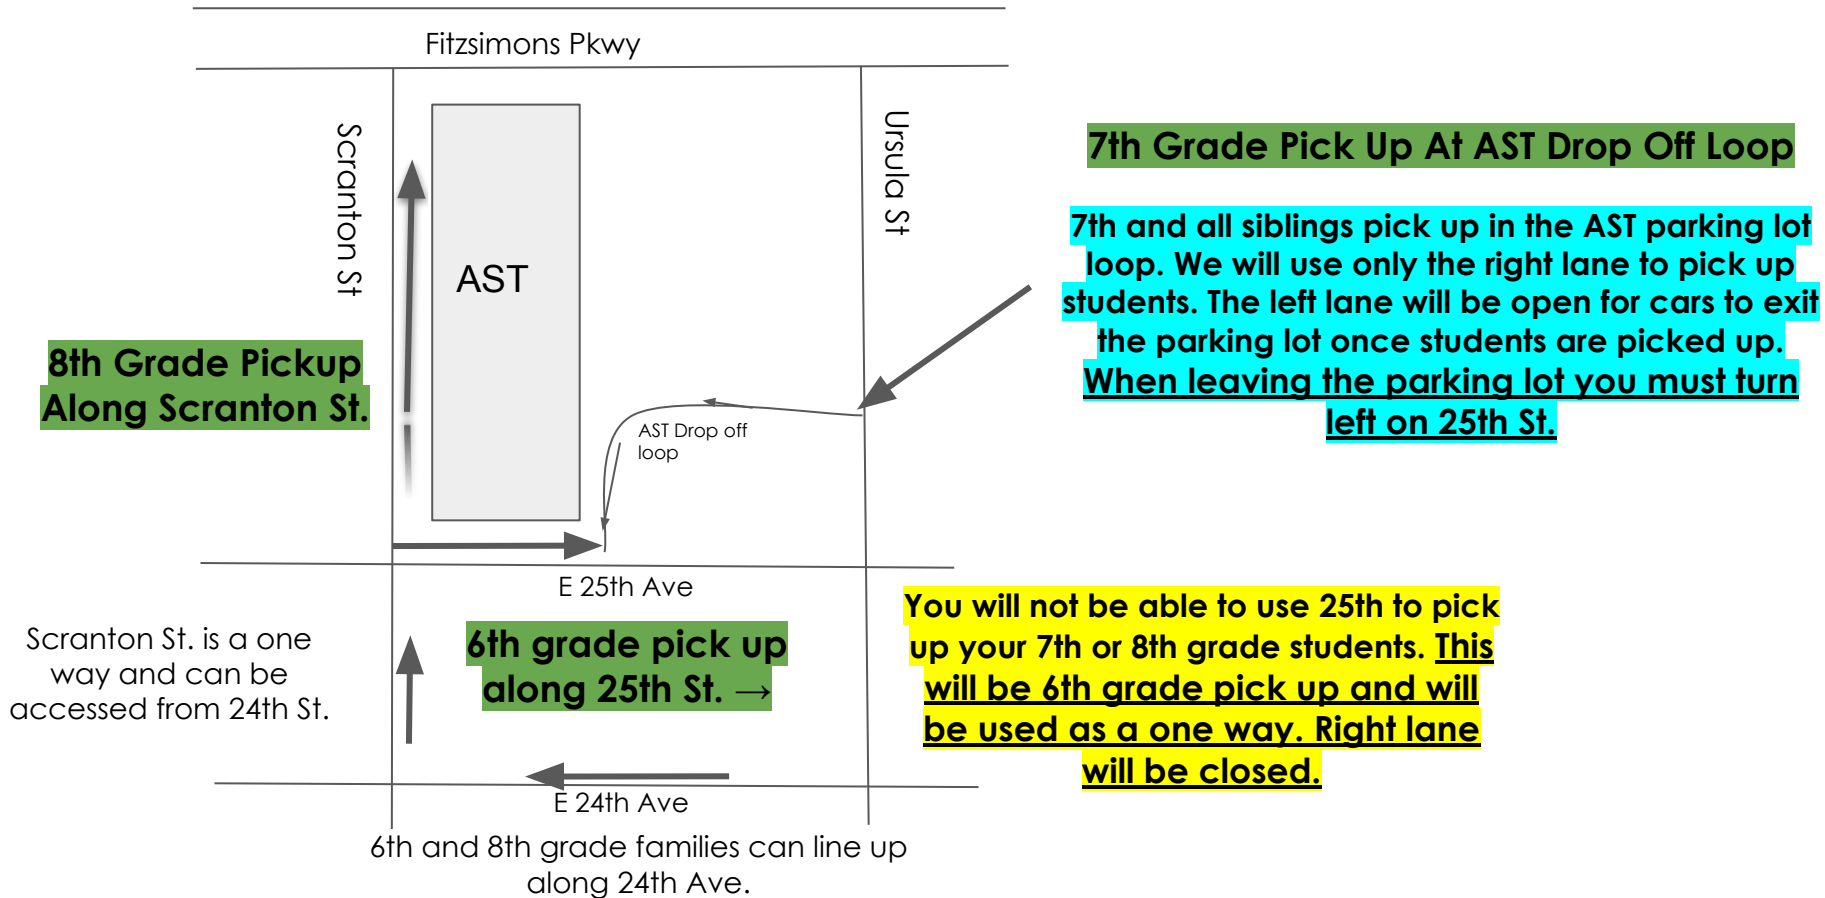 Fitzsimons Pkwy
Scranton St
Ursula St
AST
8th Grade Pickup
Along Scranton St.
7th Grade Pick Up At AST Drop Off Loop
7th and all siblings pick up in the AST parking lot
loop. We will use only the right lane to pick up
students. The left lane will be open for cars to exit
the parking lot once students are picked up.
When leaving the parking lot you must turn
left on 25th St.
AST Drop off
loop
E 25th Ave
Scranton St. is a one
way and can be
accessed from 24th St.
6th grade pick up
along 25th St. →
You will not be able to use 25th to pick
up your 7th or 8th grade students. This
will be 6th grade pick up and will
be used as a one way. Right lane
will be closed.
E 24th Ave
6th and 8th grade families can line up
along 24th Ave.